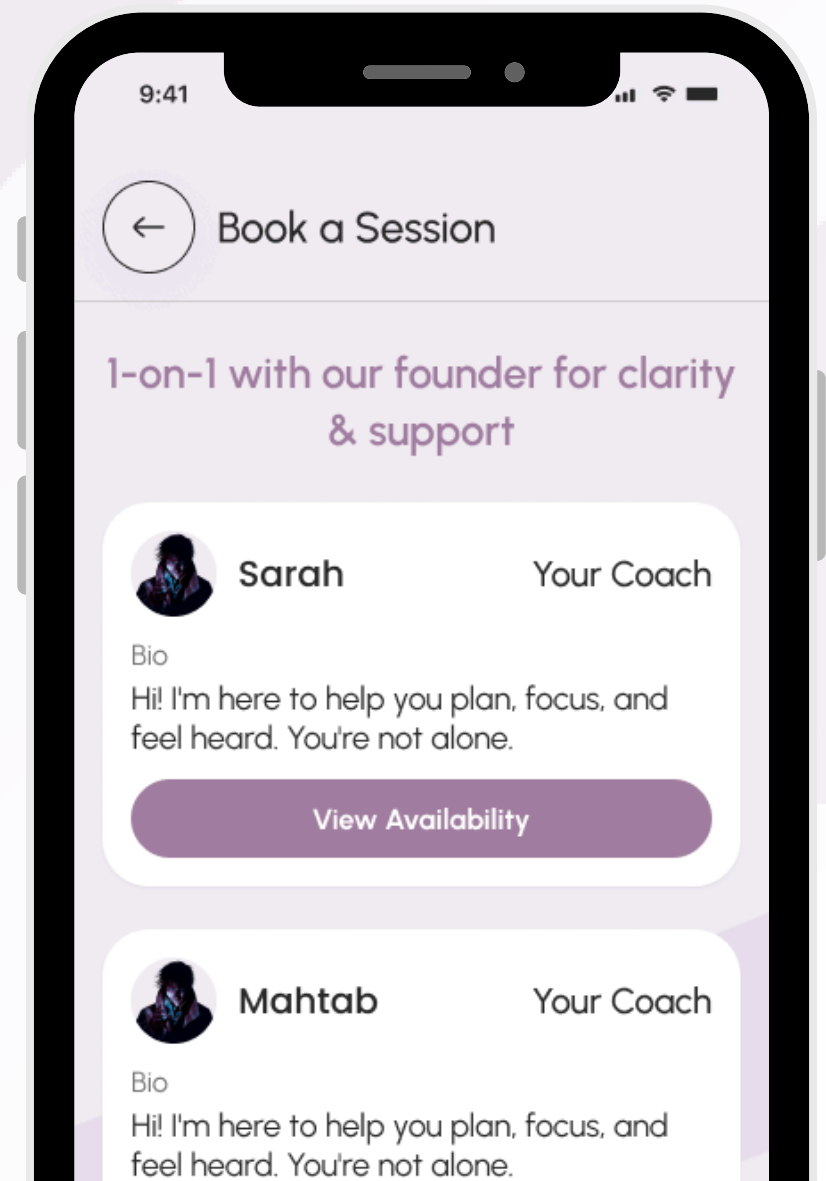 9:41
Book a Session
1-on-1 with our founder for clarity
& support
Sarah
Your Coach
Bio
Hi! I'm here to help you plan, focus, and
feel heard. You're not alone.
View Availability
Mahtab
Your Coach
Bio
Hi! I'm here to help you plan, focus, and
feel heard. You're not alone.